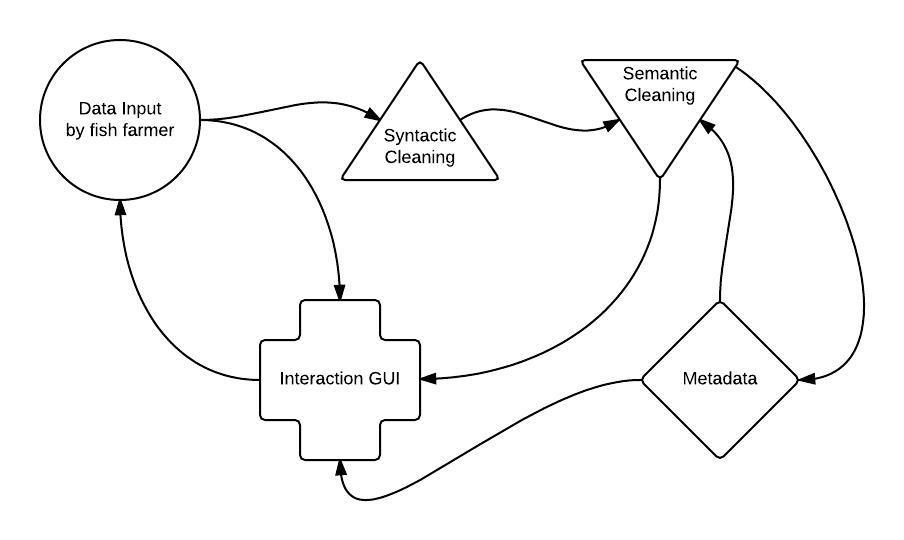 Data Input
by fish farmer
Syntactic
Cleaning
Semantic
Cleaning
Interaction GUI
Metadata